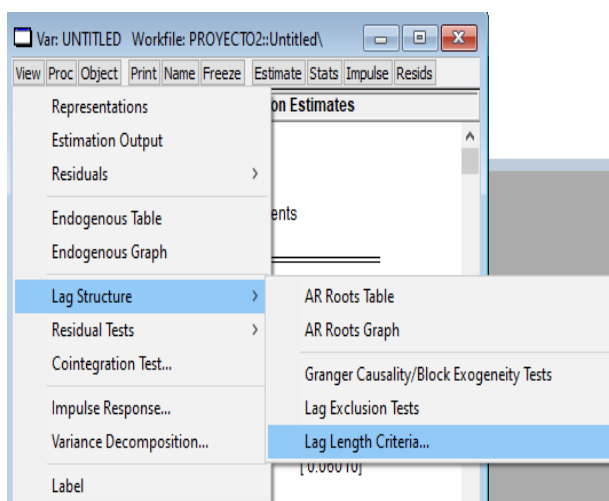 Var: UNTITLED Workfile: PROYECTO2::Untitled\
View Proc Object Print Name Freeze Estimate Stats Impulse Resids
on Estimates
Representations
Estimation Output
Residuals
Endogenous Table
ents
Endogenous Graph
Lag Structure
AR Roots Table
Residual Tests
AR Roots Graph
Cointegration Test...
Granger Causality/Block Exogeneity Tests
Impulse Response...
Lag Exclusion Tests
Variance Decomposition...
Lag Length Criteria...
[ 0.06010]
Label